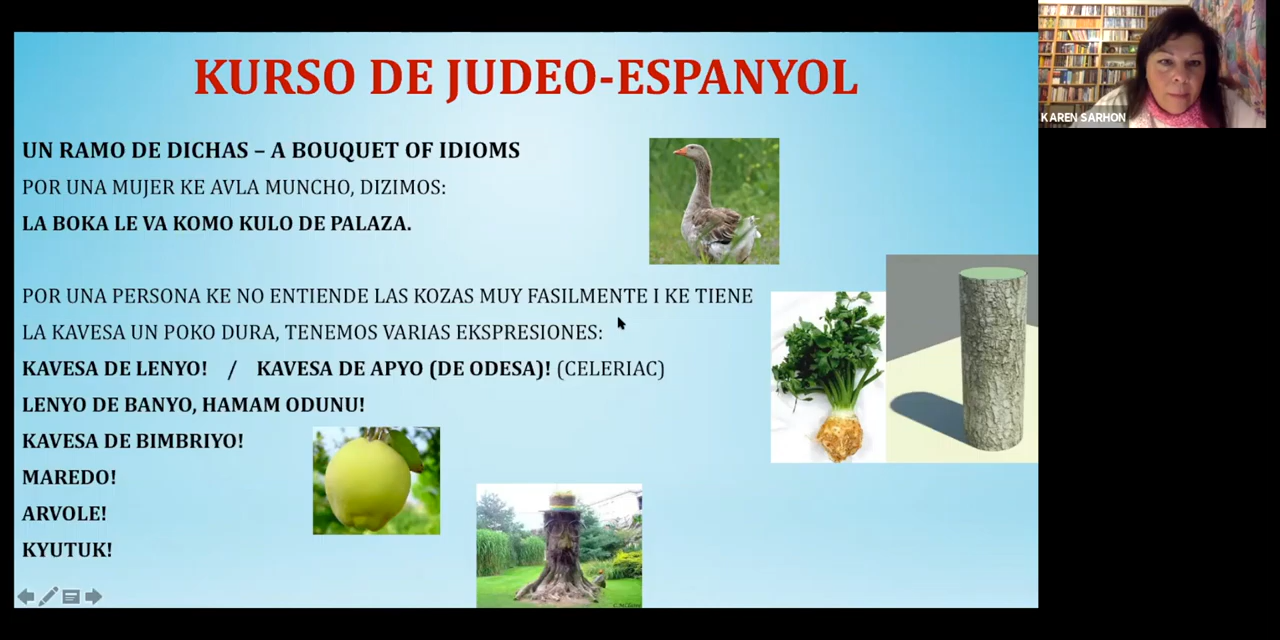 KURSO DE JUDEO-ESPANYOL
UN RAMO DE DICHAS – A BOUQUET OF IDIOMS
POR UNA MUJER KE AVLA MUNCHO, DIZIMOS:
LA BOKA LE VA KOMO KULO DE PALAZA.
POR UNA PERSONA KE NO ENTIENDE LAS KOZAS MUY FASILMENTE I KE TIENE
LA KAVESA UN POKO DURA, TENEMOS VARIAS EKSPRESIONES:
KAVESA DE LENYO! / KAVESA DE APYO (DE ODESA)! (CELERIAC)
LENYO DE BANYO, HAMAM ODUNU!
KAVESA DE BIMBRIYO!
MAREDO!
ARVOLE!
KYUTUK!
KAREN SARHON